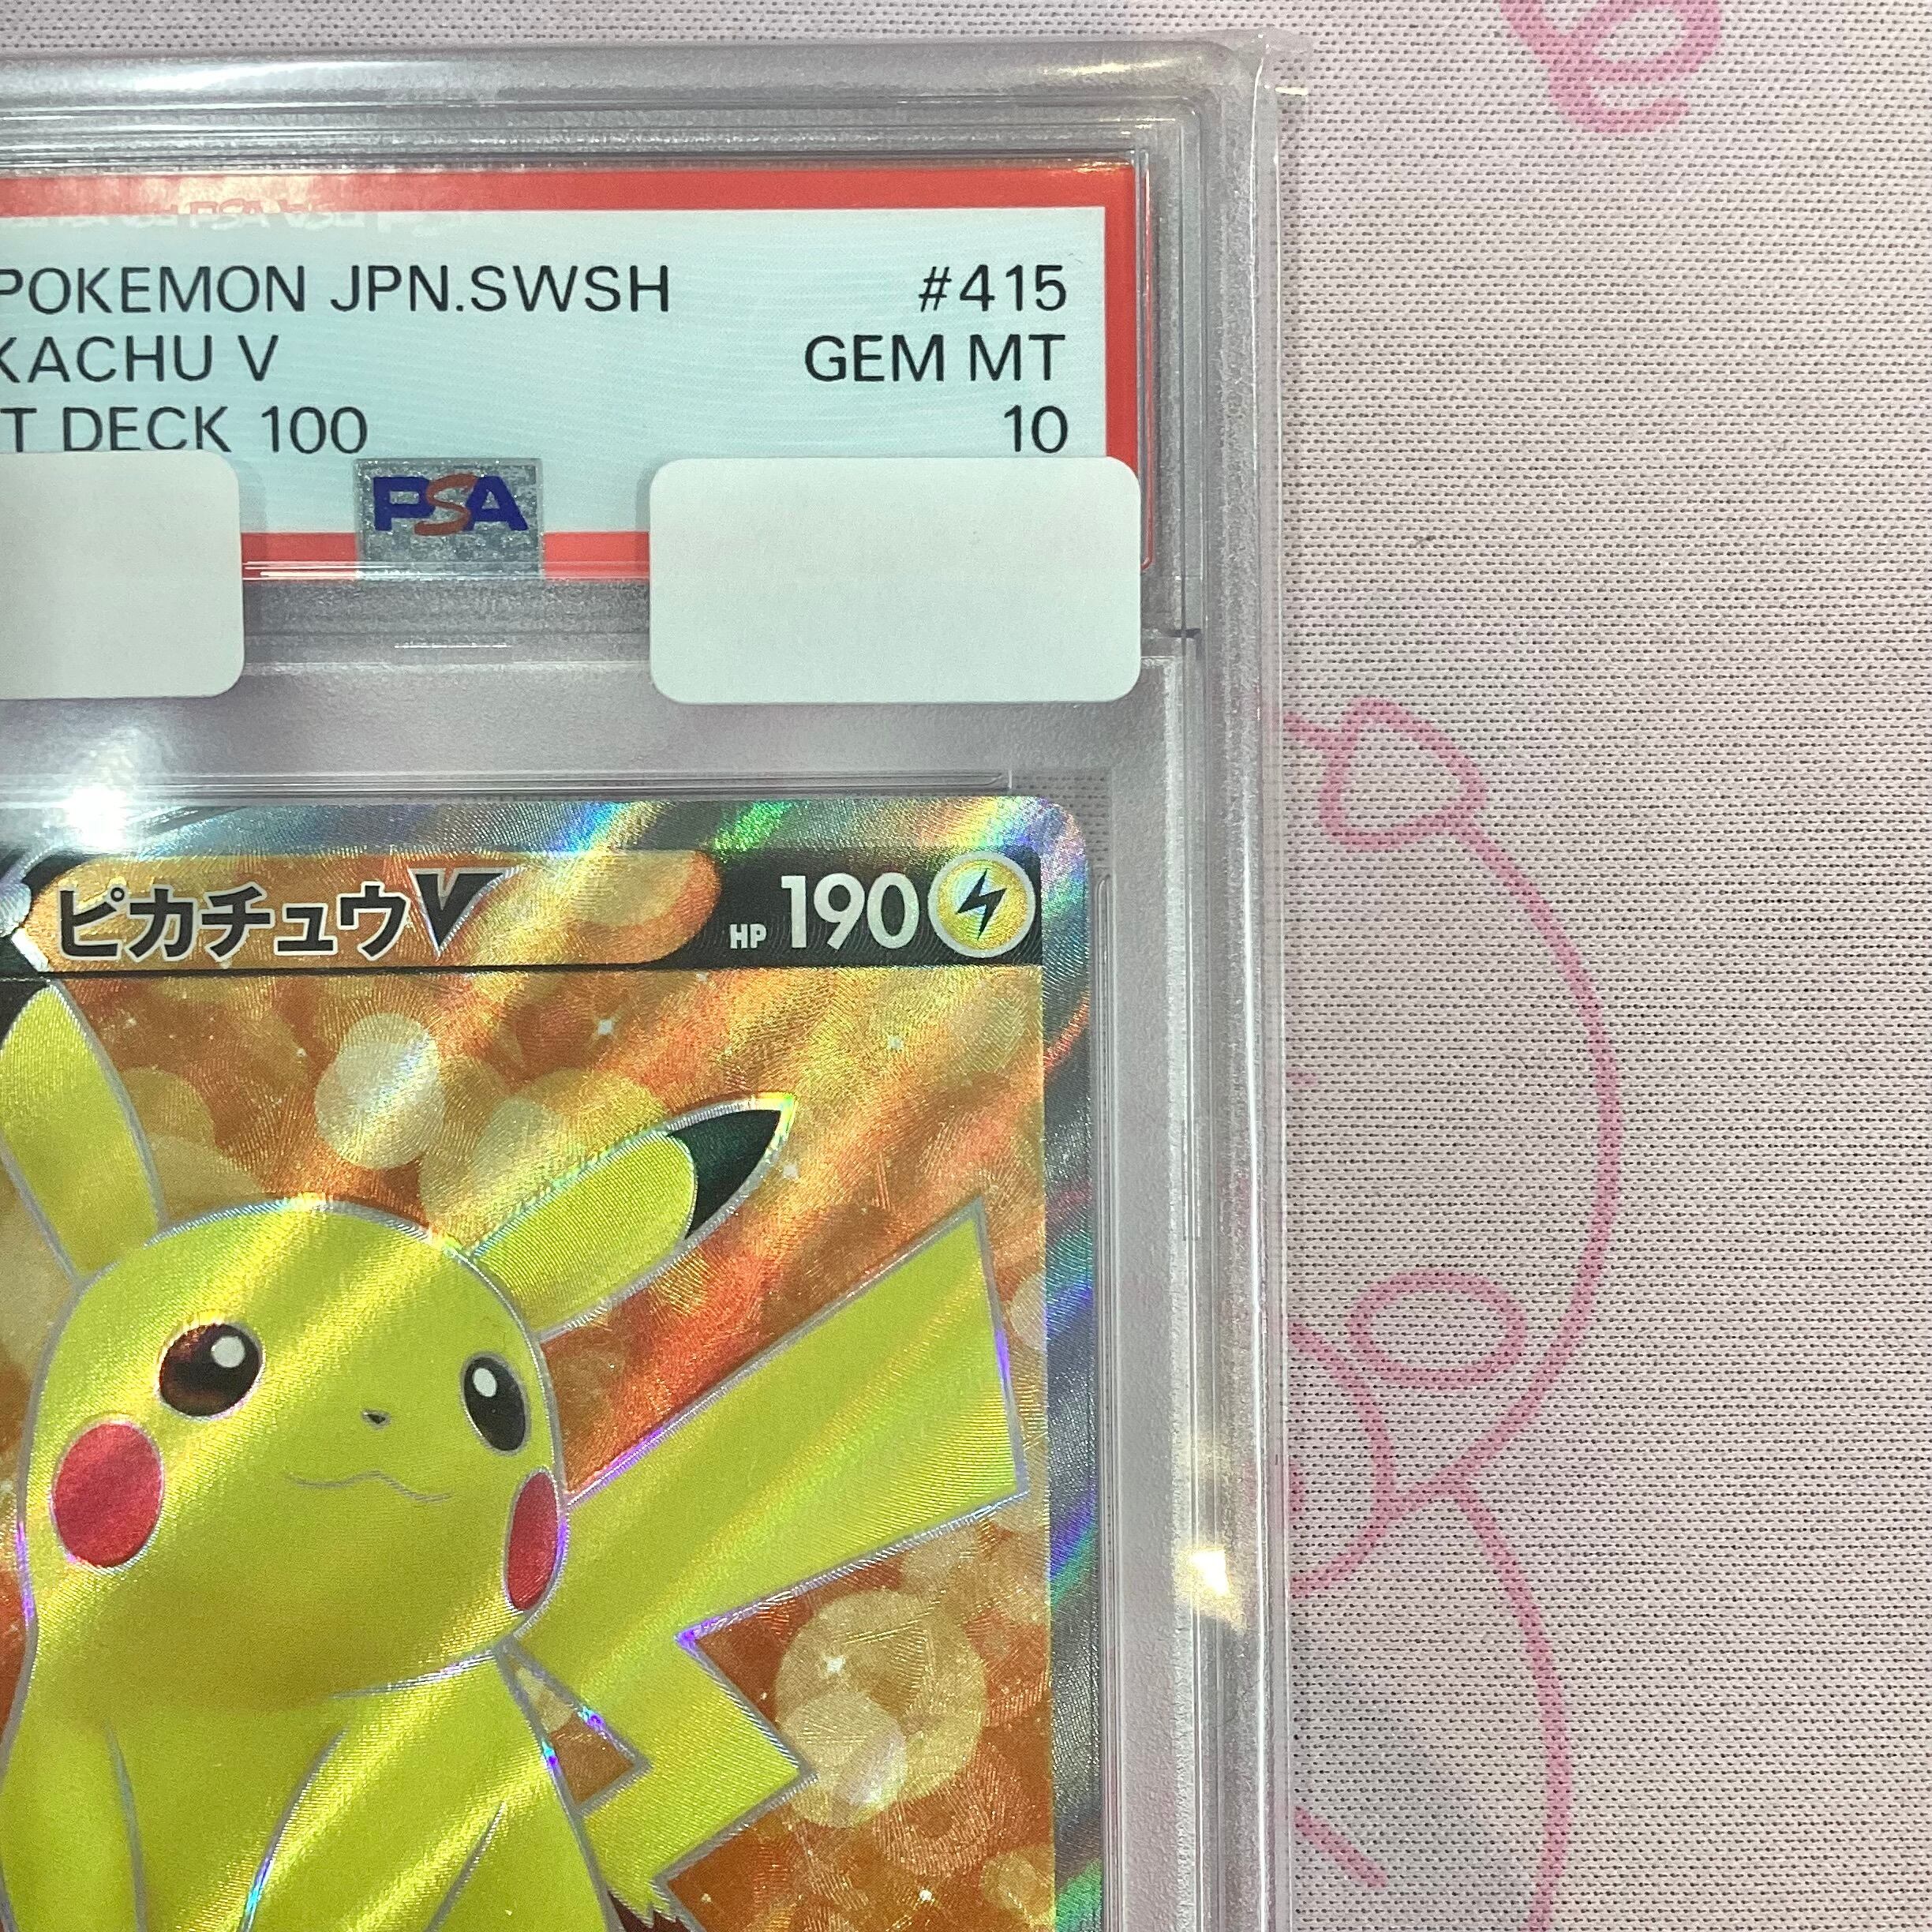 POKEMON JPN.SWSH #415
KACHU V GEM MT
T DECK 100 10
PSA
ピカチュウV HP 190